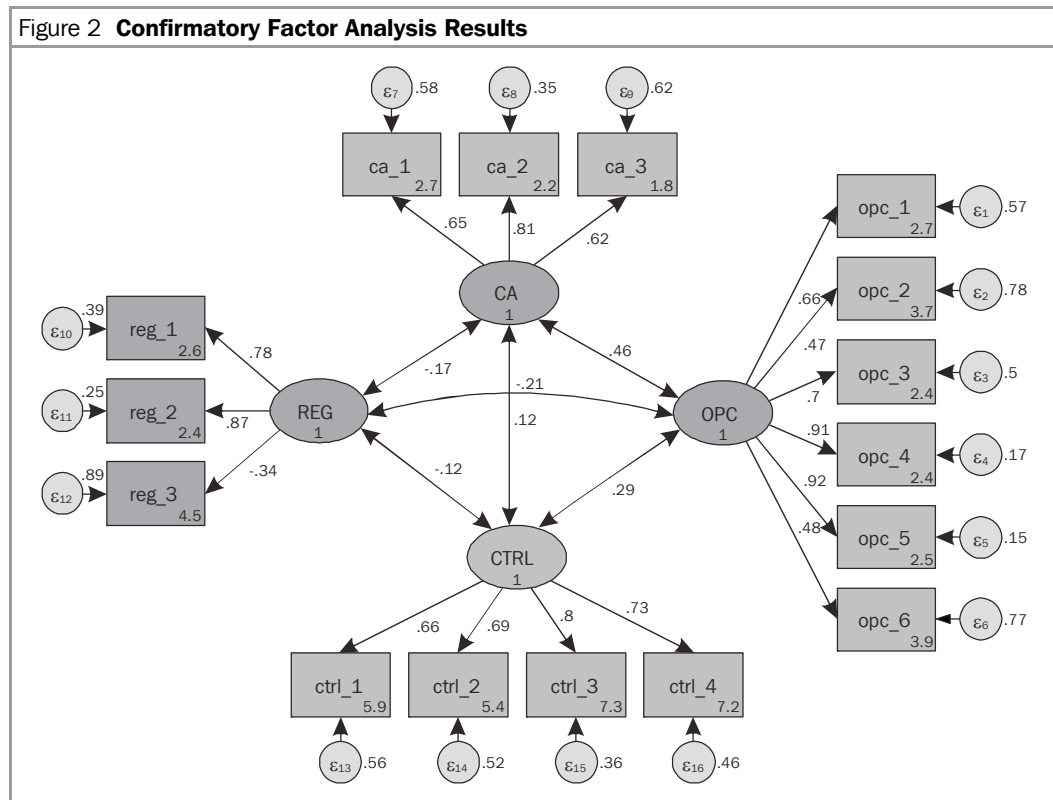 Figure 2 Confirmatory Factor Analysis Results
ε7 .58 ε8 .35 ε9 .62
ca_1 2.7 ca_2 2.2 ca_3 1.8
.65 .81 .62
CA 1
opc_1 2.7 ε1 .57
opc_2 3.7 ε2 .78
opc_3 2.4 ε3 .5
opc_4 2.4 ε4 .17
opc_5 2.5 ε5 .15
opc_6 3.9 ε6 .77
.66
.47
.7
.91
.92
.48
OPC 1
ε10 .39 reg_1 2.6
ε11 .25 reg_2 2.4
ε12 .89 reg_3 4.5
.78
.87
-.34
REG 1
-.17
.46
-.21
.12
-.12
.29
CTRL 1
.66 .69 .8 .73
ctrl_1 5.9 ctrl_2 5.4 ctrl_3 7.3 ctrl_4 7.2
ε13 .56 ε14 .52 ε15 .36 ε16 .46